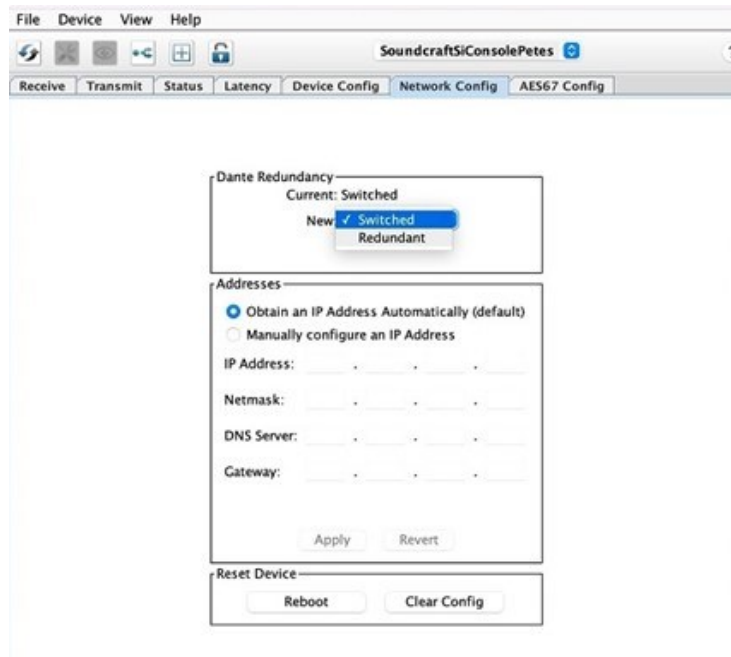 File Device View Help
SoundcraftSiConsolePetes
Receive Transmit Status Latency Device Config Network Config AES67 Config
Dante Redundancy
Current: Switched
New ✓ Switched
Redundant
Addresses
Obtain an IP Address Automatically (default)
Manually configure an IP Address
IP Address: . . .
Netmask: . . .
DNS Server: . . .
Gateway: . . .
Apply Revert
Reset Device
Reboot Clear Config